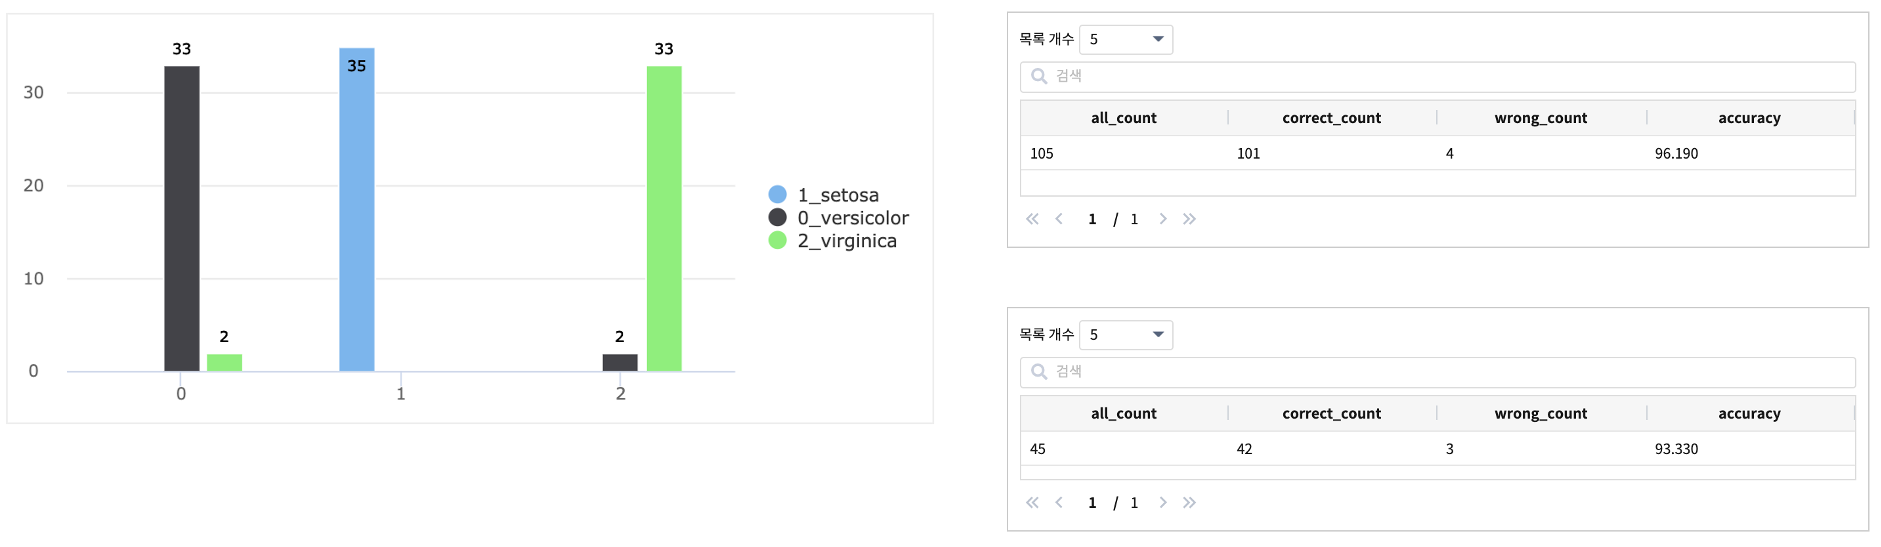 33
33
35
30
20
10
2
2
0
0
1
2
1_setosa
0_versicolor
2_virginica
목록 개수 5
검색
all_count correct_count wrong_count accuracy
105 101 4 96.190
1 / 1
목록 개수 5
검색
all_count correct_count wrong_count accuracy
45 42 3 93.330
1 / 1